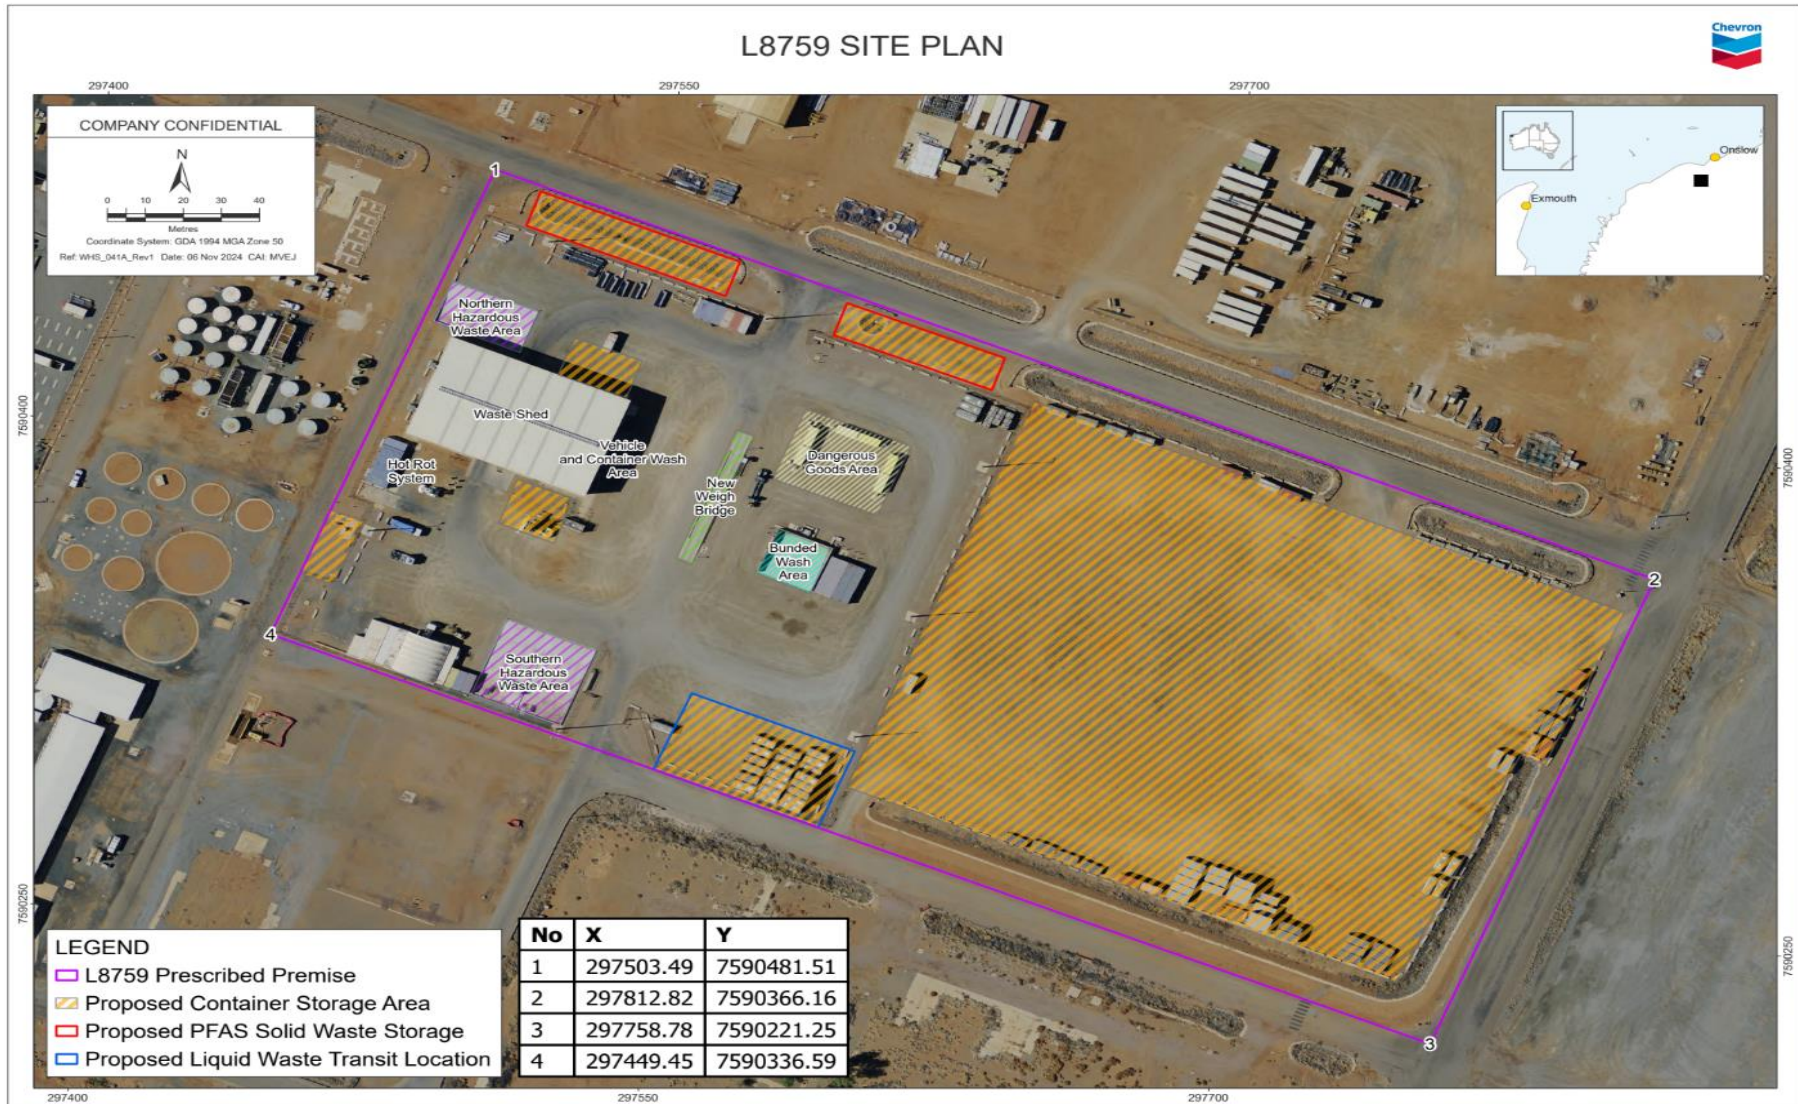 L8759 SITE PLAN
Chevron
297400
297550
297700
COMPANY CONFIDENTIAL
N
0 10 20 30 40
Metres
Coordinate System: GDA 1994 MGA Zone 50
Ref: WHS_041A_Rev1 Date: 06 Nov 2024 CAI: MVEJ
Onslow
Exmouth
1
Northern
Hazardous
Waste Area
7590400
7590400
Waste Shed
Vehicle
and Container Wash
Area
Hot Rot
System
New
Weigh
Bridge
Dangerous
Goods Area
Bunded
Wash
Area
2
4
Southern
Hazardous
Waste Area
7590250
7590250
3
LEGEND
L8759 Prescribed Premise
Proposed Container Storage Area
Proposed PFAS Solid Waste Storage
Proposed Liquid Waste Transit Location
No X Y
1 297503.49 7590481.51
2 297812.82 7590366.16
3 297758.78 7590221.25
4 297449.45 7590336.59
297400
297550
297700